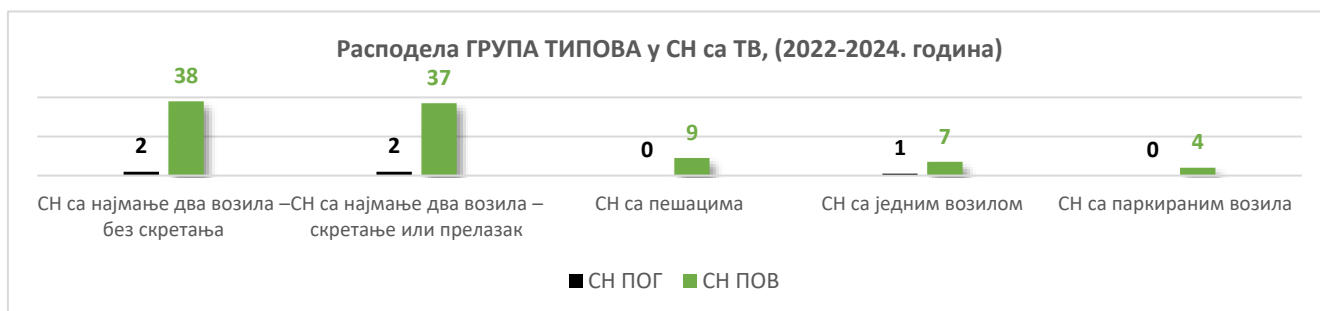 Расподела ГРУПА ТИПОВА у СН са ТВ, (2022-2024. година)
38
37
2
2
0
9
1
7
0
4
СН са најмање два возила –
без скретања
СН са најмање два возила –
скретање или прелазак
СН са пешацима
СН са једним возилом
СН са паркираним возила
СН ПОГ
СН ПОВ